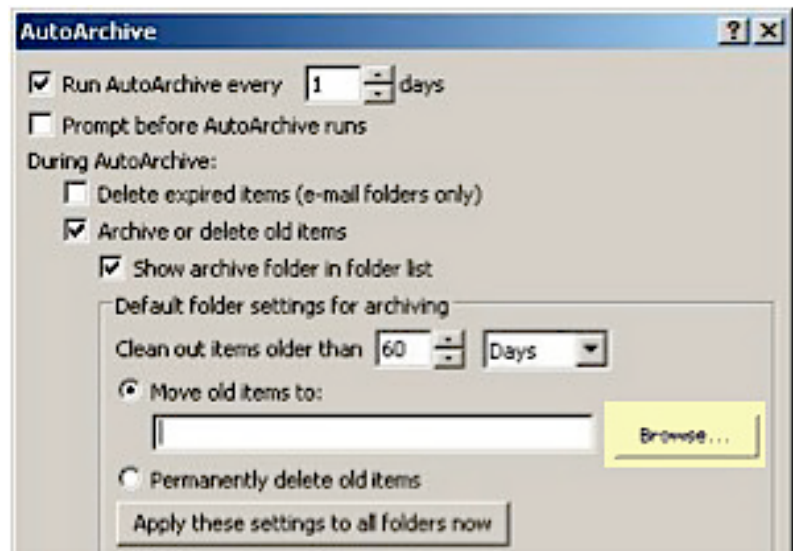 AutoArchive
Run AutoArchive every 1 days
Prompt before AutoArchive runs
During AutoArchive:
Delete expired items (e-mail folders only)
Archive or delete old items
Show archive folder in folder list
Default folder settings for archiving
Clean out items older than 60 Days
Move old items to:
Browse...
Permanently delete old items
Apply these settings to all folders now